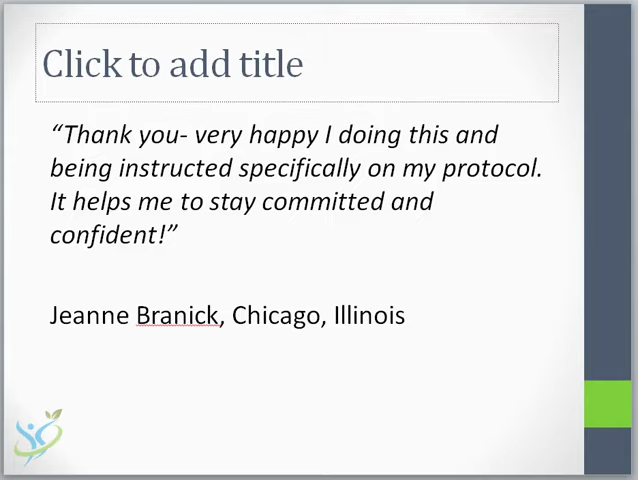 Click to add title
“Thank you- very happy I doing this and
being instructed specifically on my protocol.
It helps me to stay committed and
confident!”
Jeanne Branick, Chicago, Illinois